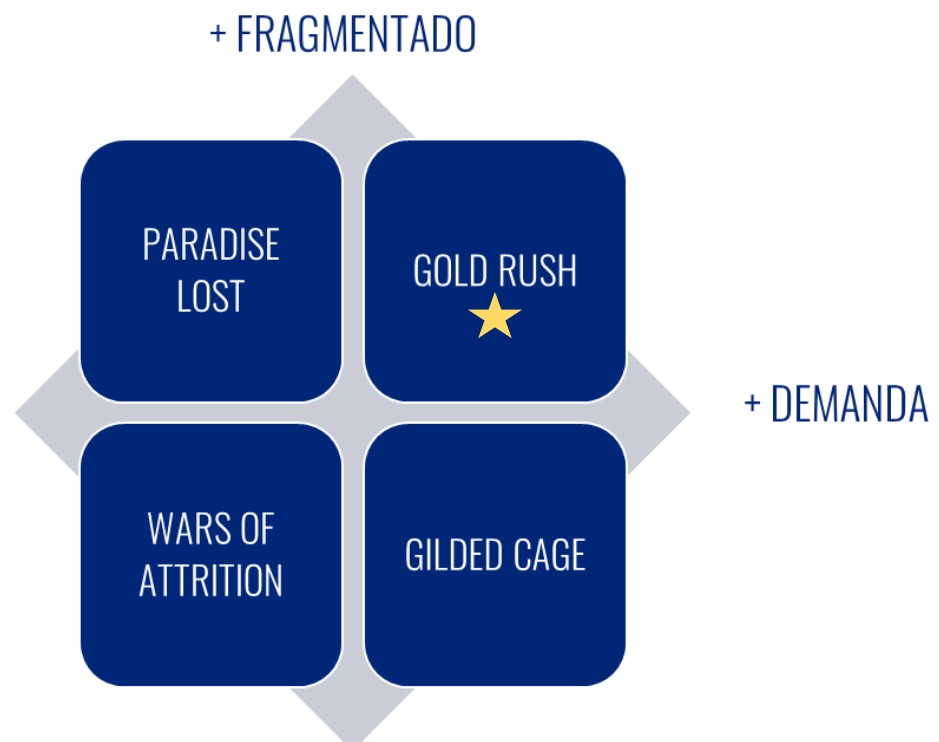 + FRAGMENTADO
PARADISE
LOST
GOLD RUSH
+ DEMANDA
WARS OF
ATTRITION
GILDED CAGE